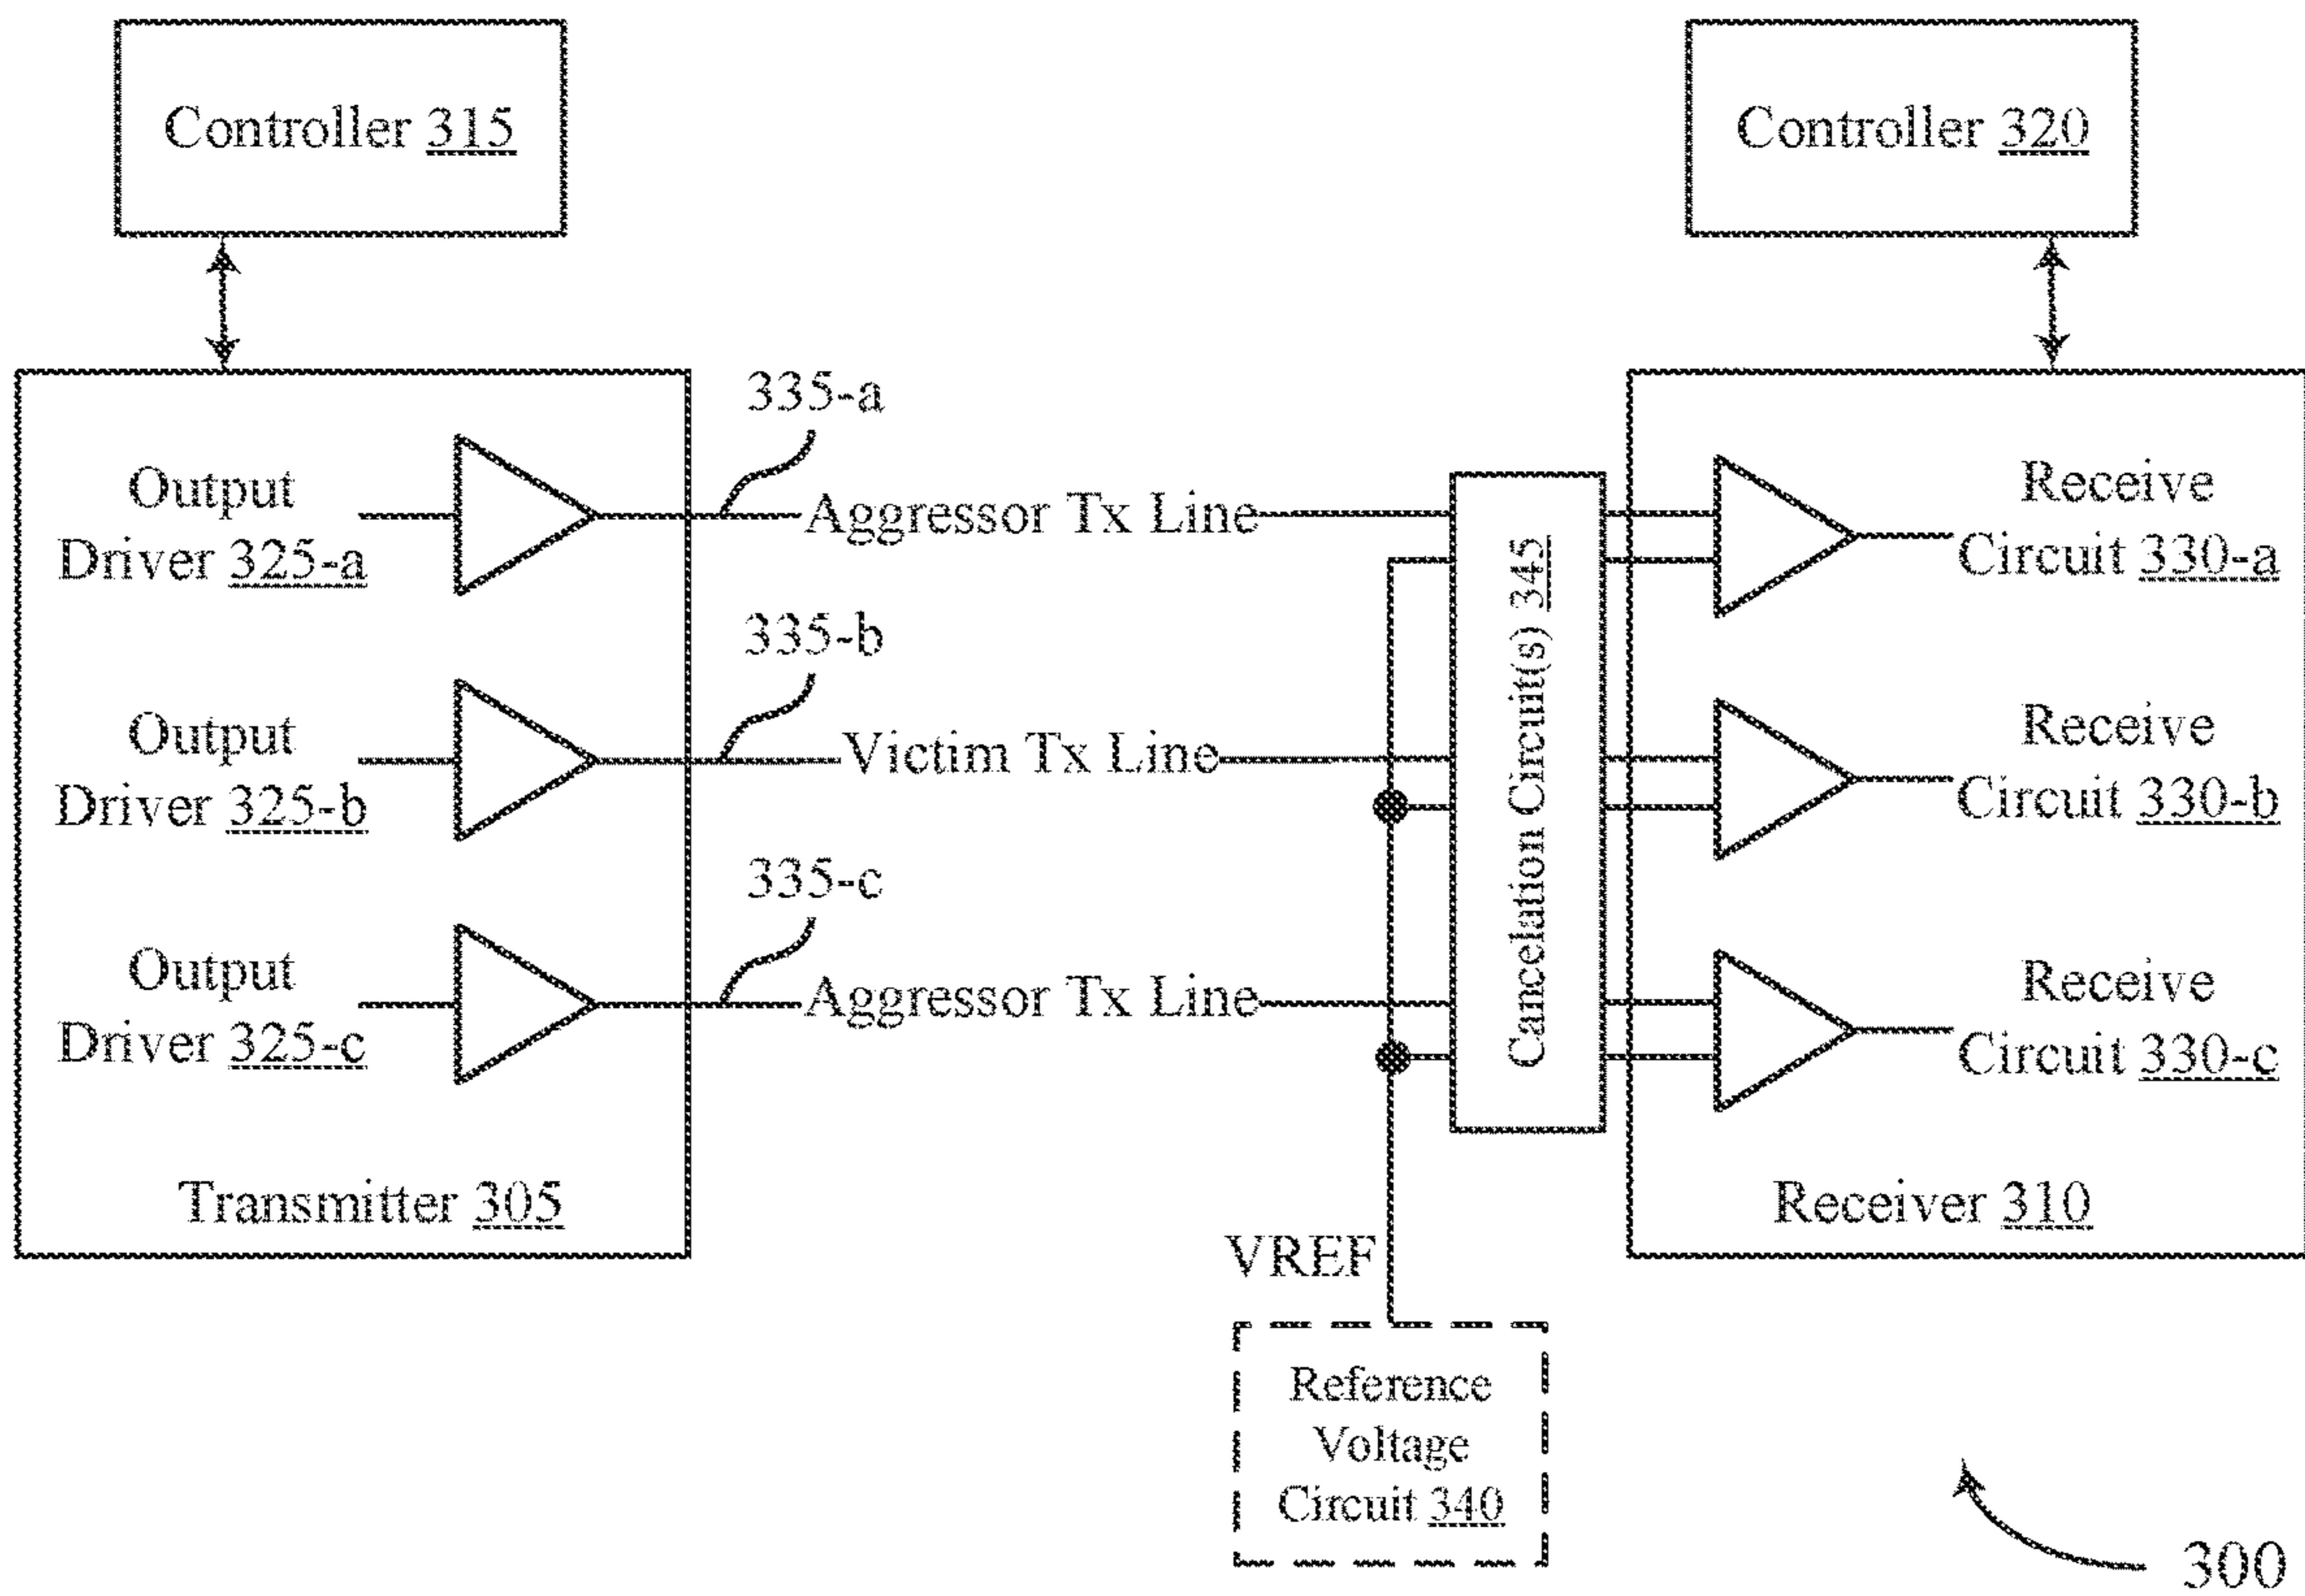 Controller 315
Controller 320
335-a
Output
Driver 325-a
Aggressor Tx Line
Receive
Circuit 330-a
335-b
Output
Driver 325-b
Victim Tx Line
Cancelation Circuit(s) 345
Receive
Circuit 330-b
335-c
Output
Driver 325-c
Aggressor Tx Line
Receive
Circuit 330-c
Transmitter 305
Receiver 310
VREF
Reference
Voltage
Circuit 340
300